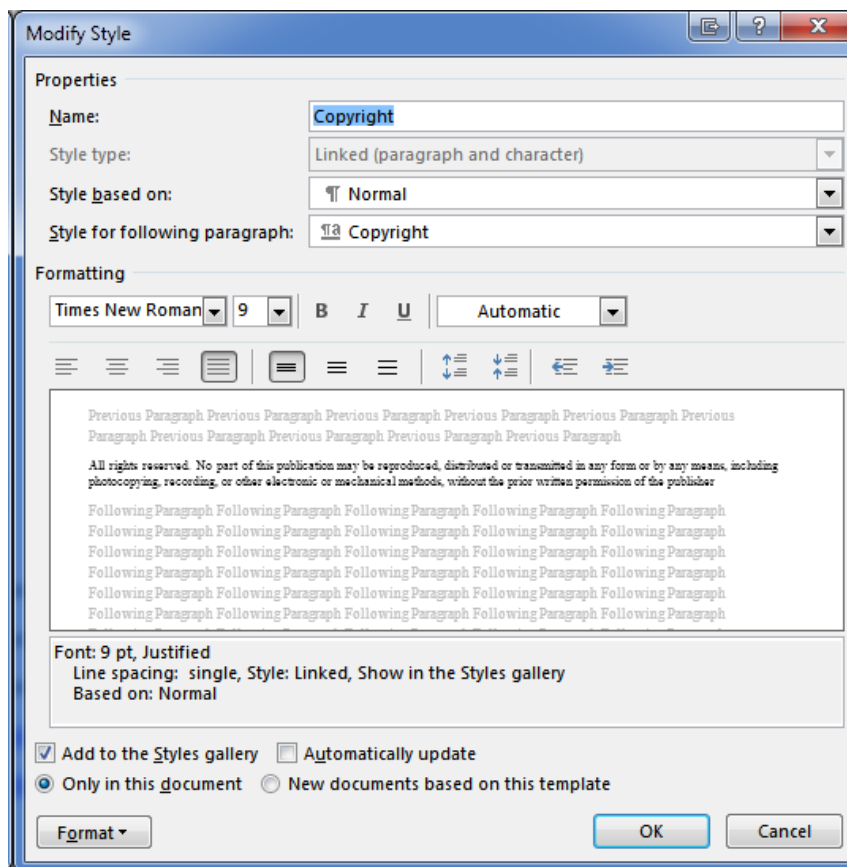 Modify Style
?
Properties
Name:
Copyright
Style type:
Linked (paragraph and character)
Style based on:
¶ Normal
Style for following paragraph:
¶a Copyright
Formatting
Times New Roman 9 B I U Automatic
Previous Paragraph Previous Paragraph Previous Paragraph Previous Paragraph Previous Paragraph Previous
Paragraph Previous Paragraph Previous Paragraph Previous Paragraph Previous Paragraph
All rights reserved. No part of this publication may be reproduced, distributed or transmitted in any form or by any means, including
photocopying, recording, or other electronic or mechanical methods, without the prior written permission of the publisher
Following Paragraph Following Paragraph Following Paragraph Following Paragraph Following Paragraph
Following Paragraph Following Paragraph Following Paragraph Following Paragraph Following Paragraph
Following Paragraph Following Paragraph Following Paragraph Following Paragraph Following Paragraph
Following Paragraph Following Paragraph Following Paragraph Following Paragraph Following Paragraph
Following Paragraph Following Paragraph Following Paragraph Following Paragraph Following Paragraph
Following Paragraph Following Paragraph Following Paragraph Following Paragraph Following Paragraph
Font: 9 pt, Justified
Line spacing: single, Style: Linked, Show in the Styles gallery
Based on: Normal
Add to the Styles gallery Automatically update
Only in this document New documents based on this template
Format
OK
Cancel